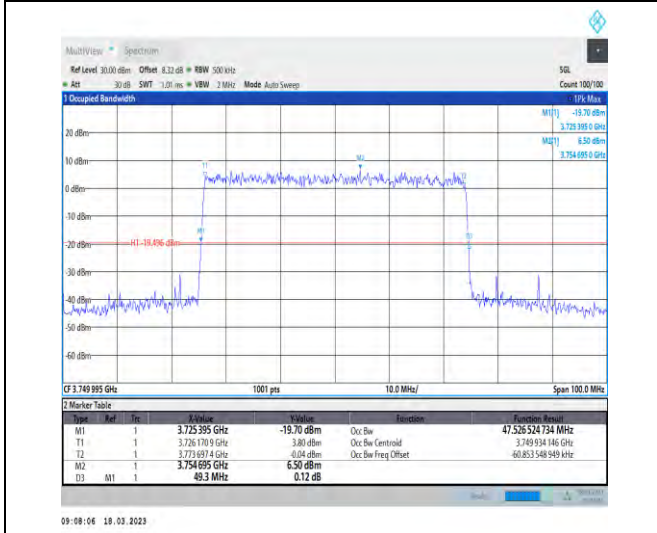 MultiView Spectrum
Ref Level 30.00 dBm Offset 8.32 dB RBW 500 kHz SGL
Att 30 dB SWT 1.01 ms VBW 2 MHz Mode Auto Sweep Count 100/100
1 Occupied Bandwidth 1Pk Max
M1[1] -19.70 dBm
3.725 395 0 GHz
20 dBm M2[1] 6.50 dBm
3.754 695 0 GHz
10 dBm
T1 M2 T2
0 dBm
-10 dBm
M1 D3
-20 dBm H1 -19.496 dBm
-30 dBm
-40 dBm
-50 dBm
-60 dBm
CF 3.749 995 GHz 1001 pts 10.0 MHz/ Span 100.0 MHz
2 Marker Table
Type Ref Trc X-Value Y-Value Function Function Result
M1 1 3.725 395 GHz -19.70 dBm Occ Bw 47.526 524 734 MHz
T1 1 3.726 170 9 GHz 3.80 dBm Occ Bw Centroid 3.749 934 146 GHz
T2 1 3.773 697 4 GHz -0.04 dBm Occ Bw Freq Offset -60.853 548 949 kHz
M2 1 3.754 695 GHz 6.50 dBm
D3 M1 1 49.3 MHz 0.12 dB
Ready
09:08:06 18.03.2023